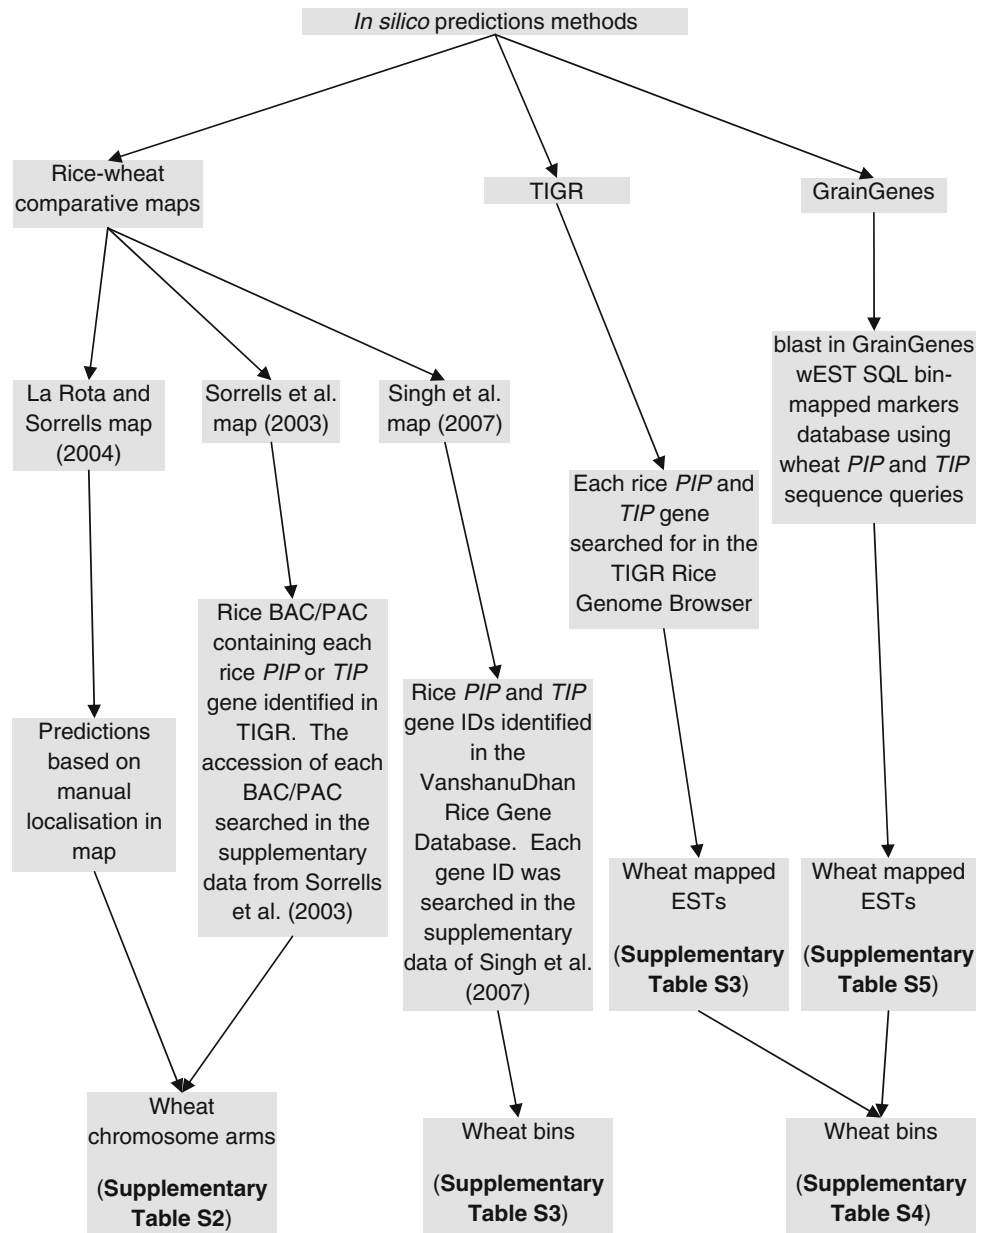 In silico predictions methods
Rice-wheat
comparative maps
TIGR
GrainGenes
La Rota and
Sorrells map
(2004)
Sorrells et al.
map (2003)
Singh et al.
map (2007)
blast in GrainGenes
wEST SQL bin-
mapped markers
database using
wheat PIP and TIP
sequence queries
Each rice PIP and
TIP gene
searched for in the
TIGR Rice
Genome Browser
Predictions
based on
manual
localisation in
map
Rice BAC/PAC
containing each
rice PIP or TIP
gene identified in
TIGR. The
accession of each
BAC/PAC
searched in the
supplementary
data from Sorrells
et al. (2003)
Rice PIP and TIP
gene IDs identified
in the
VanshanuDhan
Rice Gene
Database. Each
gene ID was
searched in the
supplementary
data of Singh et al.
(2007)
Wheat mapped
ESTs
(Supplementary
Table S3)
Wheat mapped
ESTs
(Supplementary
Table S5)
Wheat
chromosome arms
(Supplementary
Table S2)
Wheat bins
(Supplementary
Table S3)
Wheat bins
(Supplementary
Table S4)